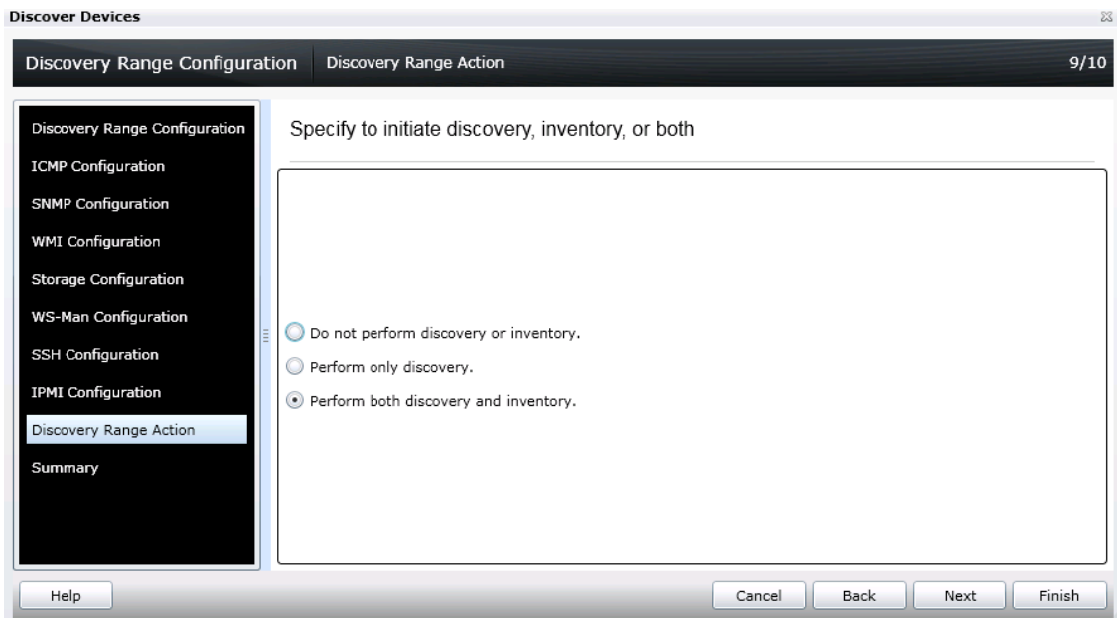 Discover Devices
Discovery Range Configuration Discovery Range Action 9/10
Discovery Range Configuration
ICMP Configuration
SNMP Configuration
WMI Configuration
Storage Configuration
WS-Man Configuration
SSH Configuration
IPMI Configuration
Discovery Range Action
Summary
Specify to initiate discovery, inventory, or both
Do not perform discovery or inventory.
Perform only discovery.
Perform both discovery and inventory.
Help Cancel Back Next Finish